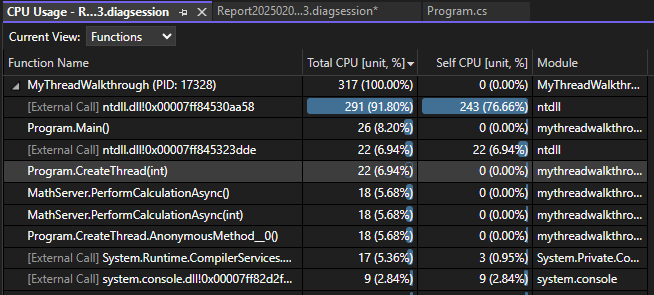 CPU Usage - R...3.diagsession Report2025020...3.diagsession* Program.cs
Current View: Functions
Function Name Total CPU [unit, %] Self CPU [unit, %] Module
MyThreadWalkthrough (PID: 17328) 317 (100.00%) 0 (0.00%) MyThreadWalkthr...
[External Call] ntdll.dll!0x00007ff84530aa58 291 (91.80%) 243 (76.66%) ntdll
Program.Main() 26 (8.20%) 0 (0.00%) mythreadwalkthro...
[External Call] ntdll.dll!0x00007ff845323dde 22 (6.94%) 22 (6.94%) ntdll
Program.CreateThread(int) 22 (6.94%) 0 (0.00%) mythreadwalkthro...
MathServer.PerformCalculationAsync() 18 (5.68%) 0 (0.00%) mythreadwalkthro...
MathServer.PerformCalculationAsync(int) 18 (5.68%) 0 (0.00%) mythreadwalkthro...
Program.CreateThread.AnonymousMethod__0() 18 (5.68%) 0 (0.00%) mythreadwalkthro...
[External Call] System.Runtime.CompilerServices.... 17 (5.36%) 3 (0.95%) System.Private.Co...
[External Call] system.console.dll!0x00007ff82d2f... 9 (2.84%) 9 (2.84%) system.console